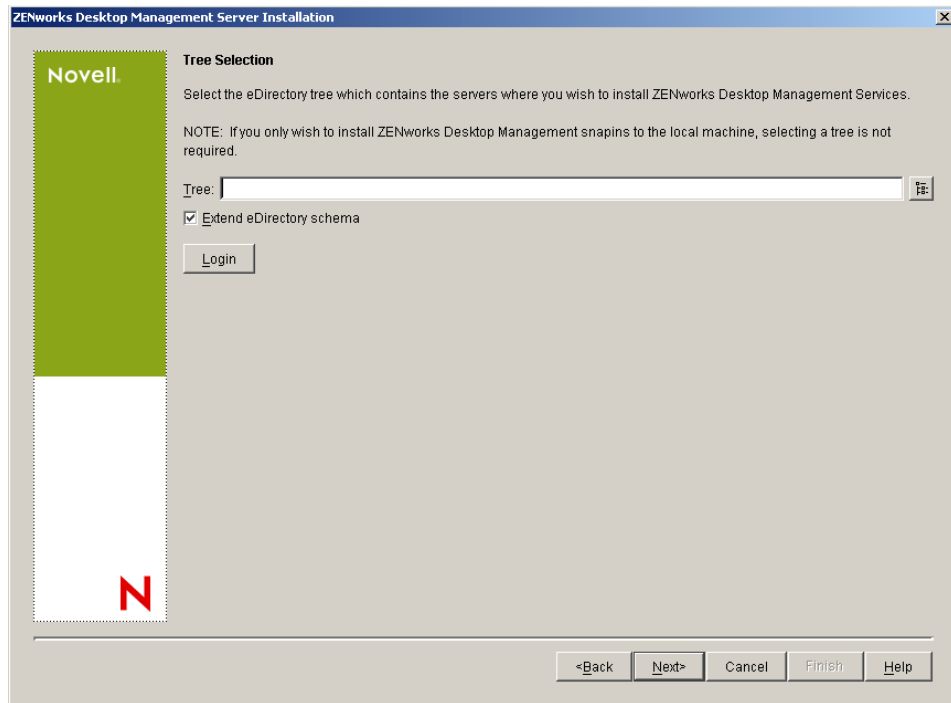 ZENworks Desktop Management Server Installation
Novell.
Tree Selection
Select the eDirectory tree which contains the servers where you wish to install ZENworks Desktop Management Services.
NOTE: If you only wish to install ZENworks Desktop Management snapins to the local machine, selecting a tree is not
required.
Tree:
Extend eDirectory schema
Login
N
<Back Next> Cancel Finish Help